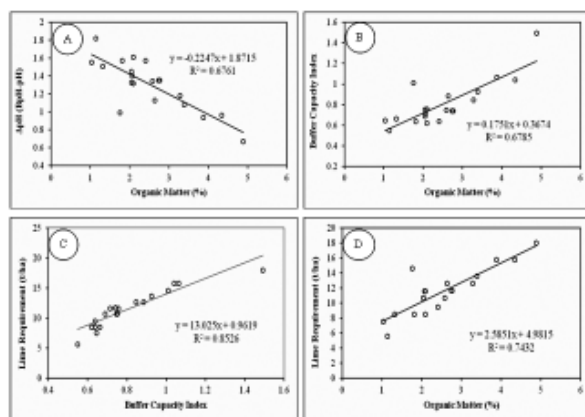 A
2
1.8
1.6
1.4
1.2
1
0.8
0.6
0.4
ΔpH (BpH-pH)
y = -0.2247x + 1.8715
R² = 0.6761
0 1 2 3 4 5 6
Organic Matter (%)
B
1.6
1.4
1.2
1
0.8
0.6
0.4
Buffer Capacity Index
y = 0.1751x + 0.3674
R² = 0.6785
0 1 2 3 4 5 6
Organic Matter (%)
C
25
20
15
10
5
0
Lime Requirement (t/ha)
y = 13.025x + 0.9619
R² = 0.8526
0.4 0.6 0.8 1 1.2 1.4 1.6
Buffer Capacity Index
D
20
18
16
14
12
10
8
6
4
2
0
Lime Requirement (t/ha)
y = 2.5851x + 4.9815
R² = 0.7432
0 1 2 3 4 5 6
Organic Matter (%)